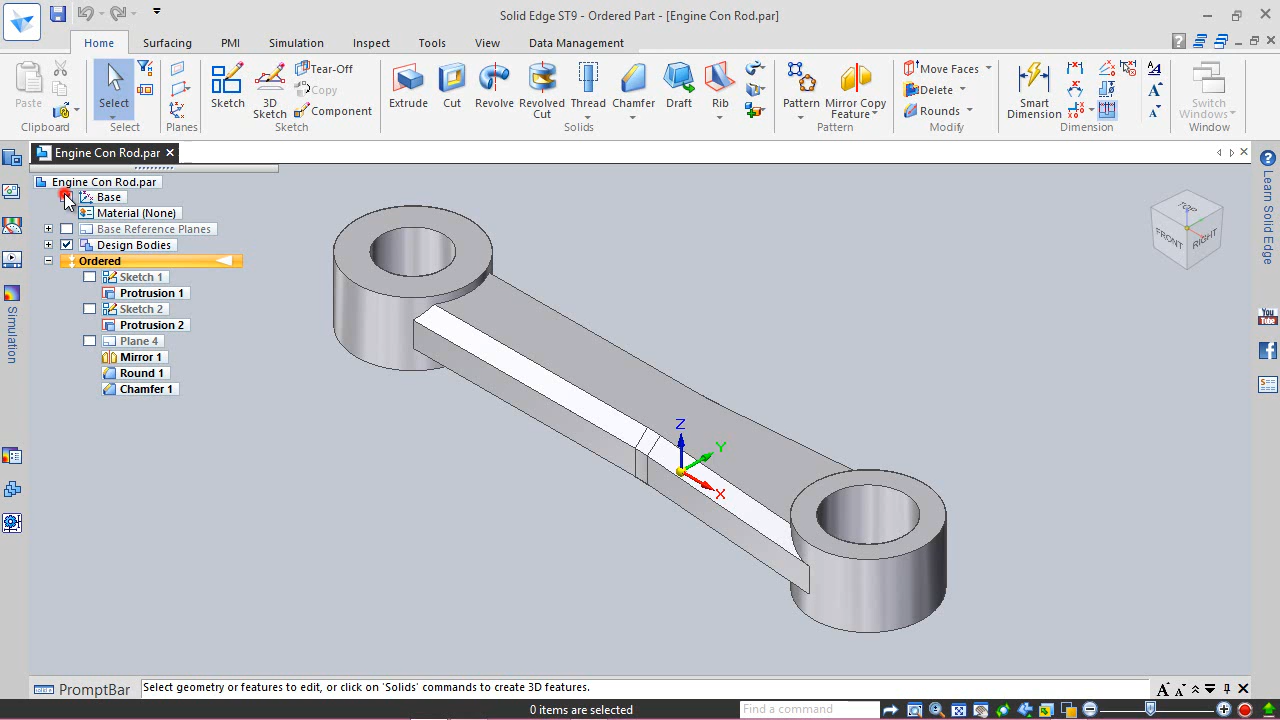 Solid Edge ST9 - Ordered Part - [Engine Con Rod.par]
Home Surfacing PMI Simulation Inspect Tools View Data Management
Paste
Clipboard
Select
Select
Planes
Sketch
3D Sketch
Tear-Off
Copy
Component
Sketch
Extrude
Cut
Revolve
Revolved Cut
Thread
Chamfer
Draft
Rib
Solids
Pattern
Mirror Copy Feature
Pattern
Move Faces
Delete
Rounds
Modify
Smart Dimension
Dimension
Switch Windows
Window
Engine Con Rod.par
Engine Con Rod.par
Base
Material (None)
Base Reference Planes
Design Bodies
Ordered
Sketch 1
Protrusion 1
Sketch 2
Protrusion 2
Plane 4
Mirror 1
Round 1
Chamfer 1
Simulation
Z
Y
X
TOP
FRONT
RIGHT
Learn Solid Edge
You Tube
PromptBar
Select geometry or features to edit, or click on 'Solids' commands to create 3D features.
0 items are selected
Find a command